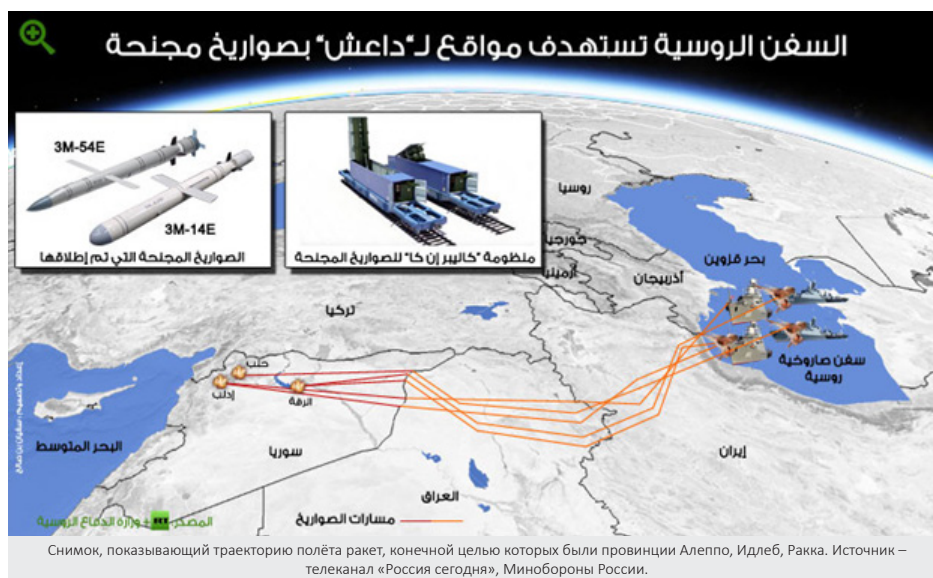 السفن الروسية تستهدف مواقع لـ"داعش" بصواريخ مجنحة
3M-54E
3M-14E
الصواريخ المجنحة التي تم إطلاقها
منظومة "كاليبر إن كا" للصواريخ المجنحة
روسيا
جورجيا
أرمينيا
أذربيجان
بحر قزوين
تركيا
سفن صاروخية
روسية
حلب
إدلب
الرقة
البحر المتوسط
سوريا
إيران
العراق
مسارات الصواريخ
المصدر: RT + وزارة الدفاع الروسية
Снимок, показывающий траекторию полёта ракет, конечной целью которых были провинции Алеппо, Идлеб, Ракка. Источник –
телеканал «Россия сегодня», Минобороны России.